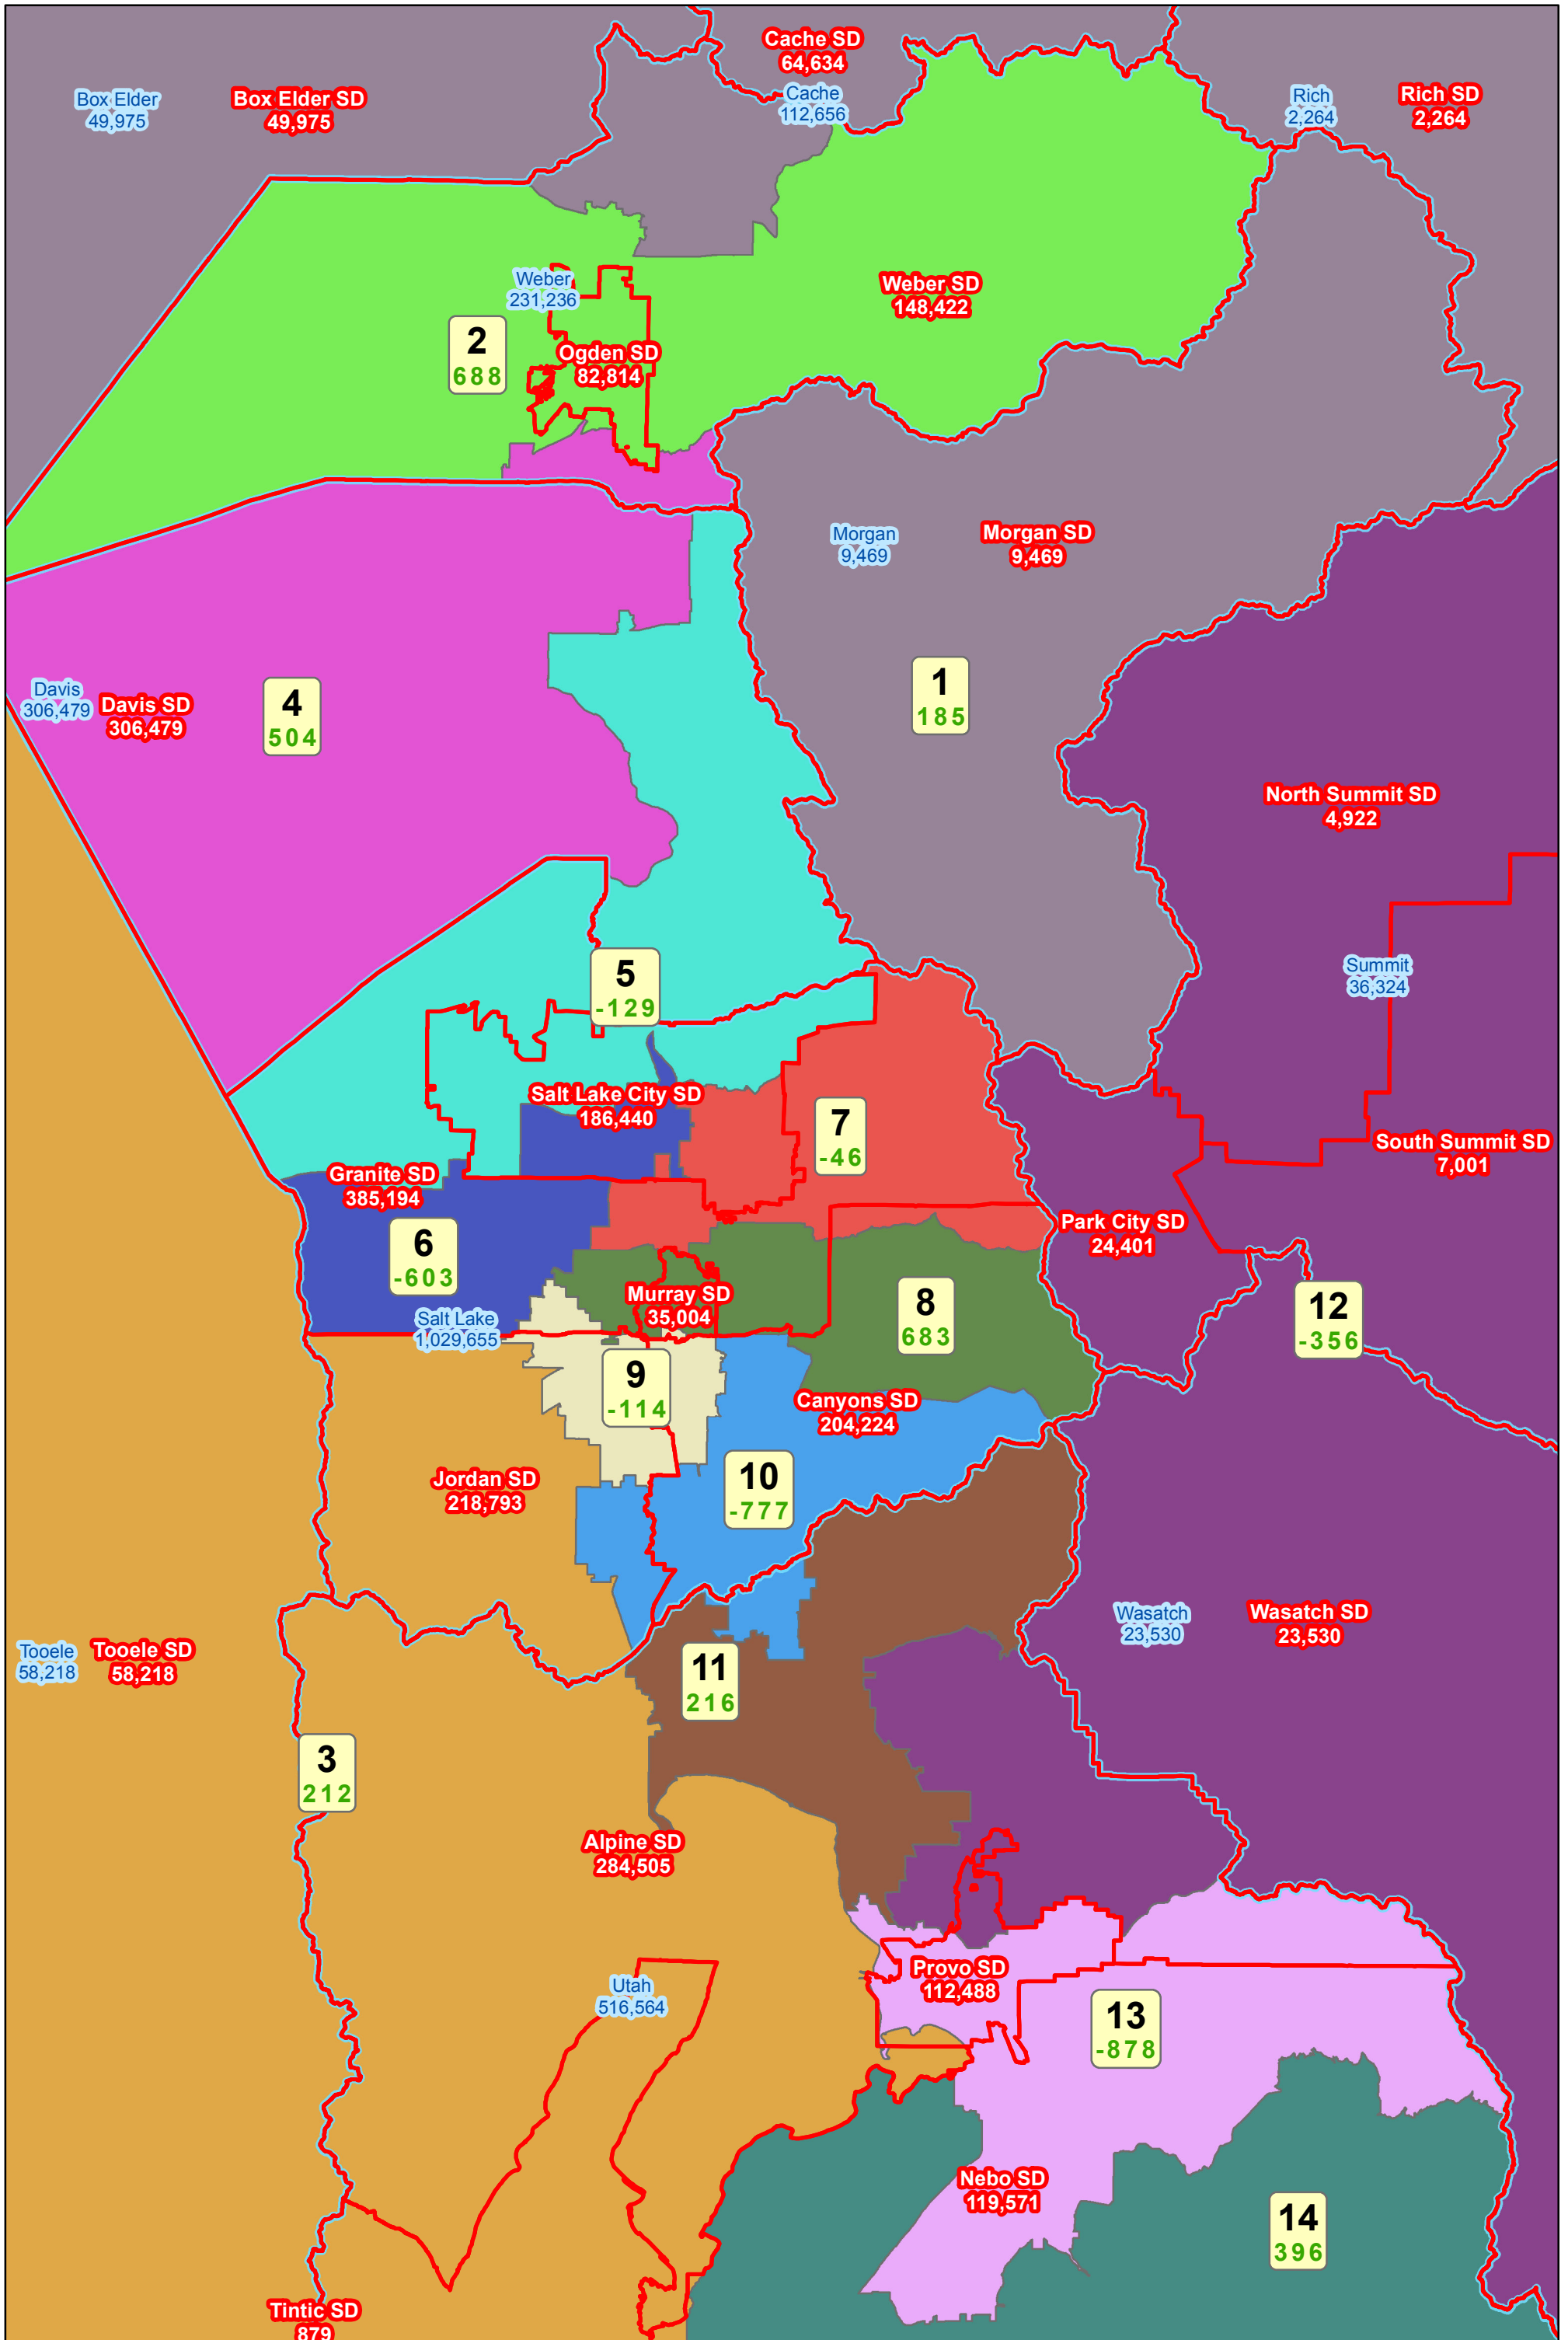 Cache SD
64,634
Cache
112,656
Box Elder
49,975
Box Elder SD
49,975
Rich
2,264
Rich SD
2,264
Weber
231,236
Weber SD
148,422
2
688
Ogden SD
82,814
Morgan
9,469
Morgan SD
9,469
1
185
Davis
306,479
Davis SD
306,479
4
504
North Summit SD
4,922
Summit
36,324
5
-129
Salt Lake City SD
186,440
7
-46
South Summit SD
7,001
Granite SD
385,194
6
-603
Park City SD
24,401
Murray SD
35,004
8
683
12
-356
Salt Lake
1,029,655
9
-114
Canyons SD
204,224
Jordan SD
218,793
10
-777
Wasatch
23,530
Wasatch SD
23,530
Tooele
58,218
Tooele SD
58,218
11
216
3
212
Alpine SD
284,505
Utah
516,564
Provo SD
112,488
13
-878
Nebo SD
119,571
14
396
Tintic SD
879